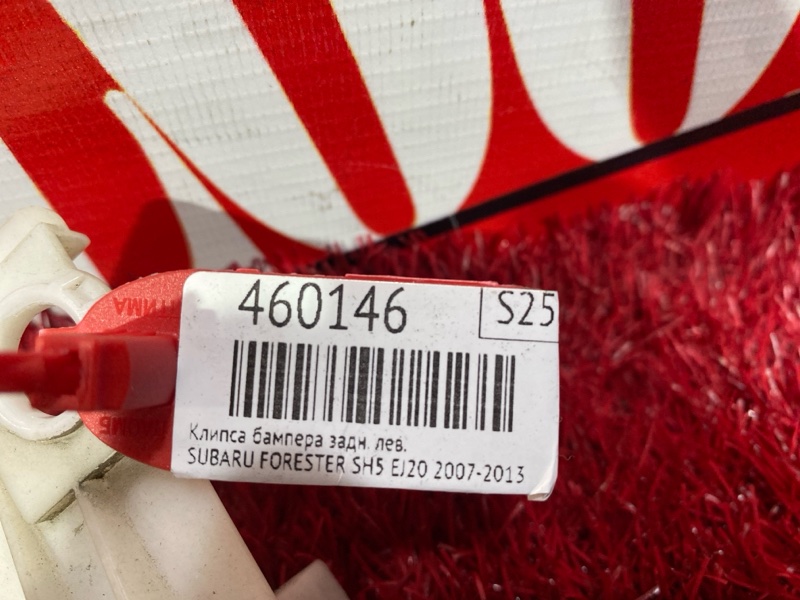 460146
S25
Клипса бампера задн. лев.
SUBARU FORESTER SH5 EJ20 2007-2013